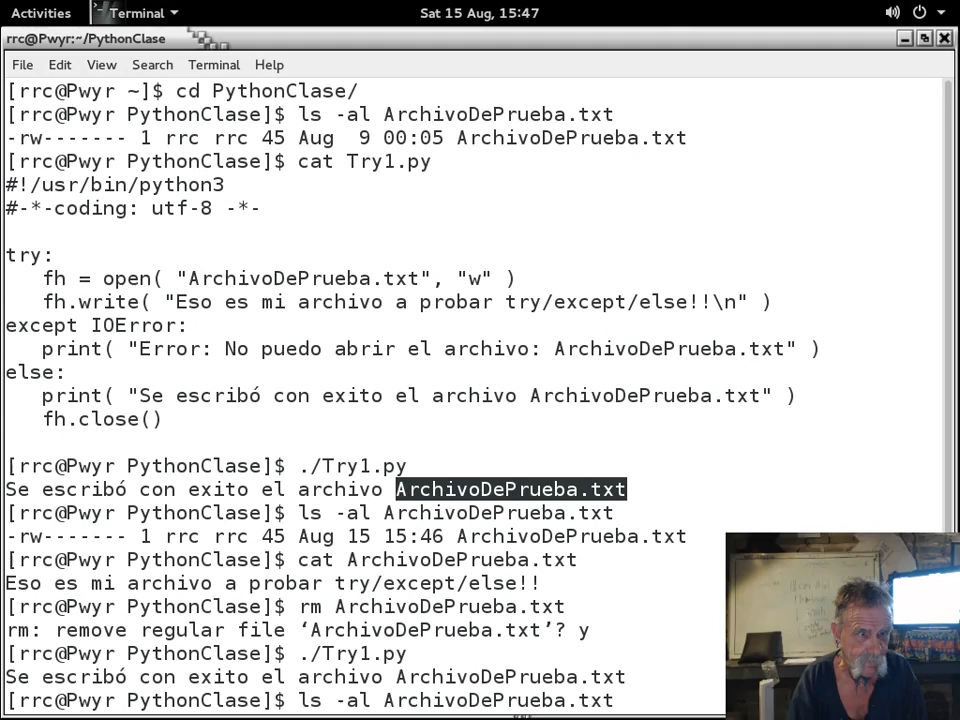 Activities Terminal Sat 15 Aug, 15:47
rrc@Pwyr:~/PythonClase
File Edit View Search Terminal Help
[rrc@Pwyr ~]$ cd PythonClase/
[rrc@Pwyr PythonClase]$ ls -al ArchivoDePrueba.txt
-rw------- 1 rrc rrc 45 Aug  9 00:05 ArchivoDePrueba.txt
[rrc@Pwyr PythonClase]$ cat Try1.py
#!/usr/bin/python3
#-*-coding: utf-8 -*-
try:
   fh = open( "ArchivoDePrueba.txt", "w" )
   fh.write( "Eso es mi archivo a probar try/except/else!!\n" )
except IOError:
   print( "Error: No puedo abrir el archivo: ArchivoDePrueba.txt" )
else:
   print( "Se escribó con exito el archivo ArchivoDePrueba.txt" )
   fh.close()
[rrc@Pwyr PythonClase]$ ./Try1.py
Se escribó con exito el archivo ArchivoDePrueba.txt
[rrc@Pwyr PythonClase]$ ls -al ArchivoDePrueba.txt
-rw------- 1 rrc rrc 45 Aug 15 15:46 ArchivoDePrueba.txt
[rrc@Pwyr PythonClase]$ cat ArchivoDePrueba.txt
Eso es mi archivo a probar try/except/else!!
[rrc@Pwyr PythonClase]$ rm ArchivoDePrueba.txt
rm: remove regular file ‘ArchivoDePrueba.txt’? y
[rrc@Pwyr PythonClase]$ ./Try1.py
Se escribó con exito el archivo ArchivoDePrueba.txt
[rrc@Pwyr PythonClase]$ ls -al ArchivoDePrueba.txt